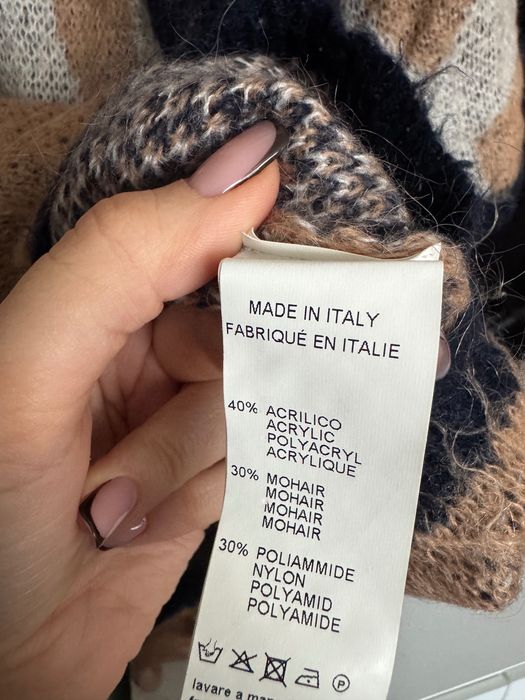 MADE IN ITALY
FABRIQUÉ EN ITALIE
40% ACRILICO
ACRYLIC
POLYACRYL
ACRYLIQUE
30% MOHAIR
MOHAIR
MOHAIR
MOHAIR
30% POLIAMMIDE
NYLON
POLYAMID
POLYAMIDE
P
lavare a